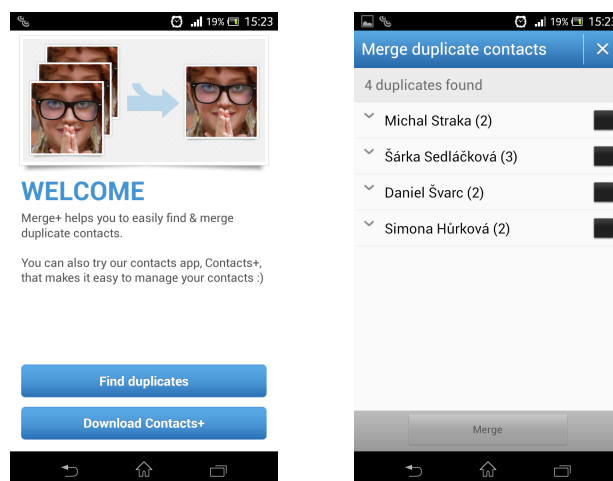 19% 15:23
WELCOME
Merge+ helps you to easily find & merge
duplicate contacts.
You can also try our contacts app, Contacts+,
that makes it easy to manage your contacts :)
Find duplicates
Download Contacts+
19% 15:23
Merge duplicate contacts
4 duplicates found
Michal Straka (2)
Šárka Sedláčková (3)
Daniel Švarc (2)
Simona Hůrková (2)
Merge